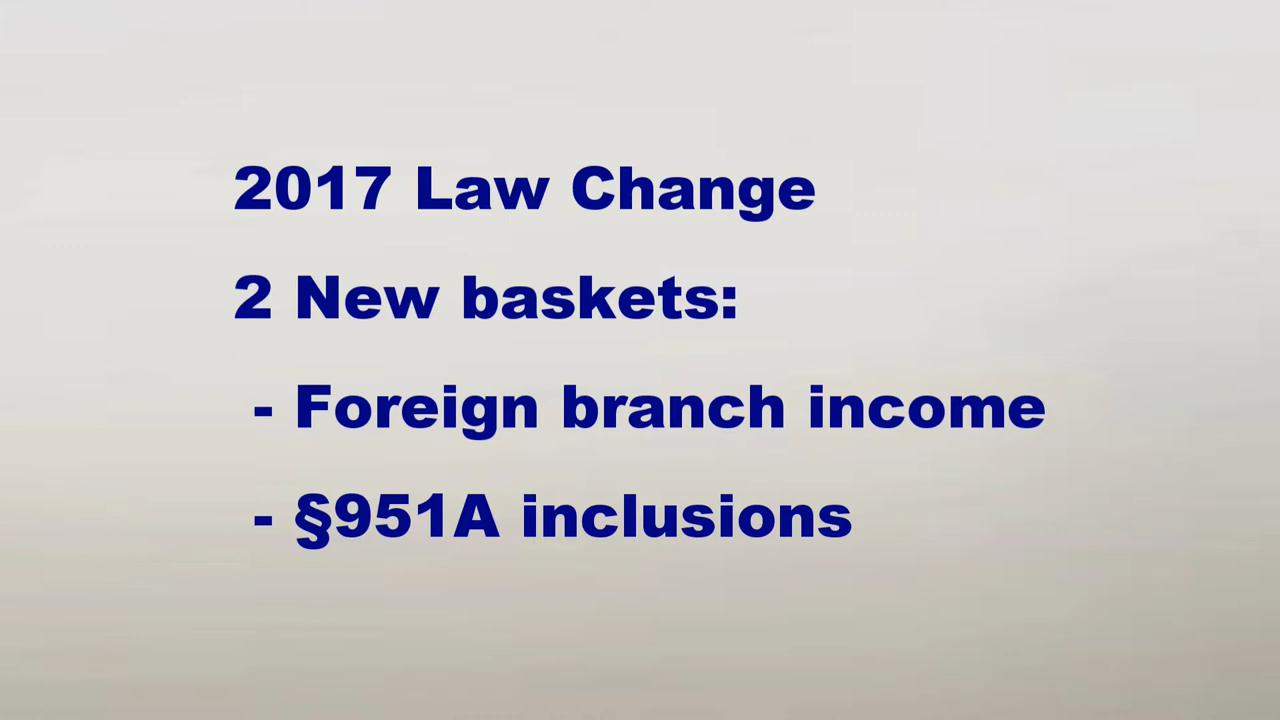 2017 Law Change
2 New baskets:
- Foreign branch income
- §951A inclusions